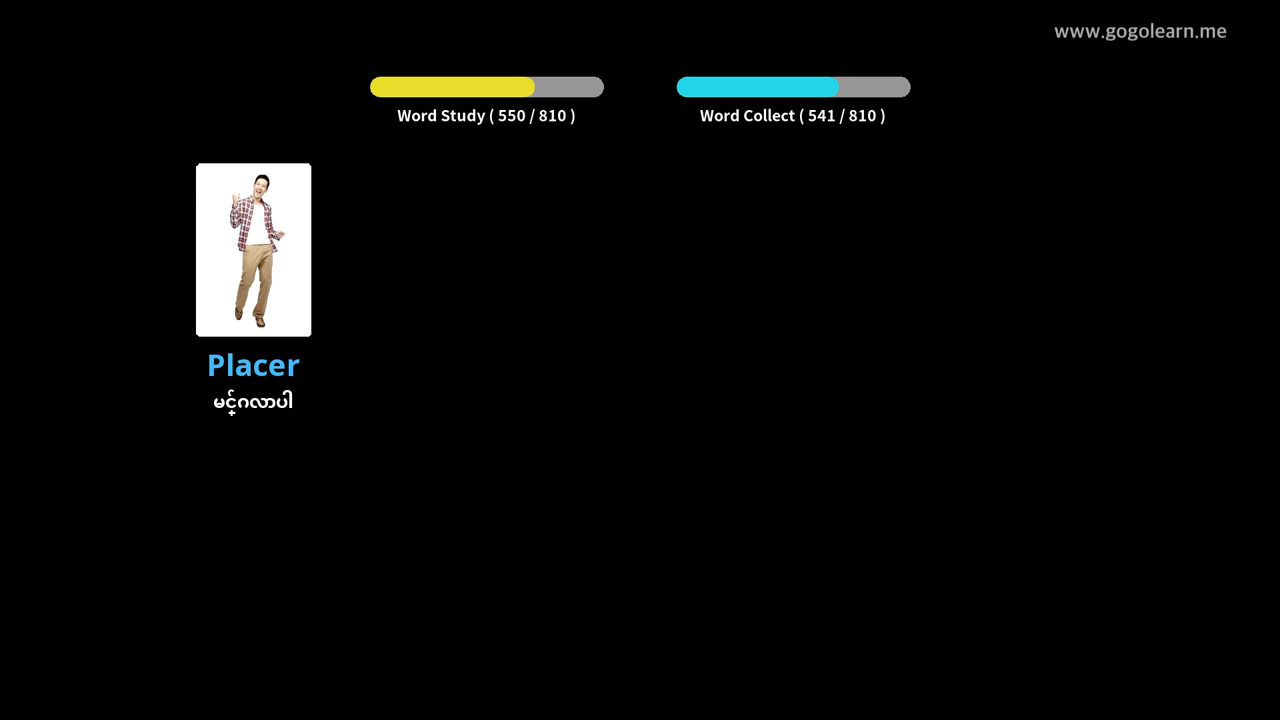 www.gogolearn.me
Word Study ( 550 / 810 )
Word Collect ( 541 / 810 )
Placer
မင်္ဂလာပါ